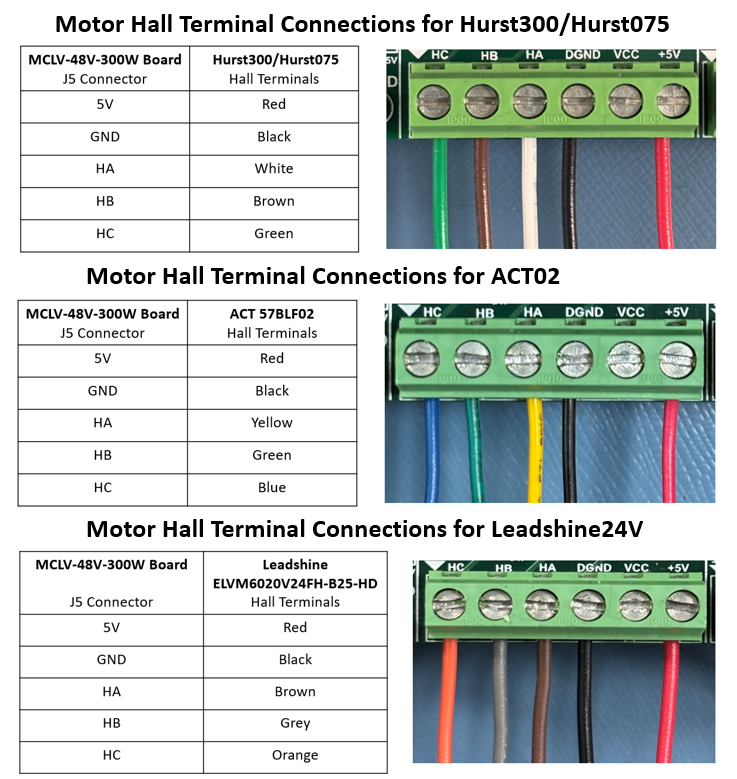 Motor Hall Terminal Connections for Hurst300/Hurst075
MCLV-48V-300W Board Hurst300/Hurst075
J5 Connector Hall Terminals
5V Red
GND Black
HA White
HB Brown
HC Green
HC HB HA DGND VCC +5V
Motor Hall Terminal Connections for ACT02
MCLV-48V-300W Board ACT 57BLF02
J5 Connector Hall Terminals
5V Red
GND Black
HA Yellow
HB Green
HC Blue
HC HB HA DGND VCC +5V
Motor Hall Terminal Connections for Leadshine24V
MCLV-48V-300W Board Leadshine
ELVM6020V24FH-B25-HD
J5 Connector Hall Terminals
5V Red
GND Black
HA Brown
HB Grey
HC Orange
HC HB HA DGND VCC +5V